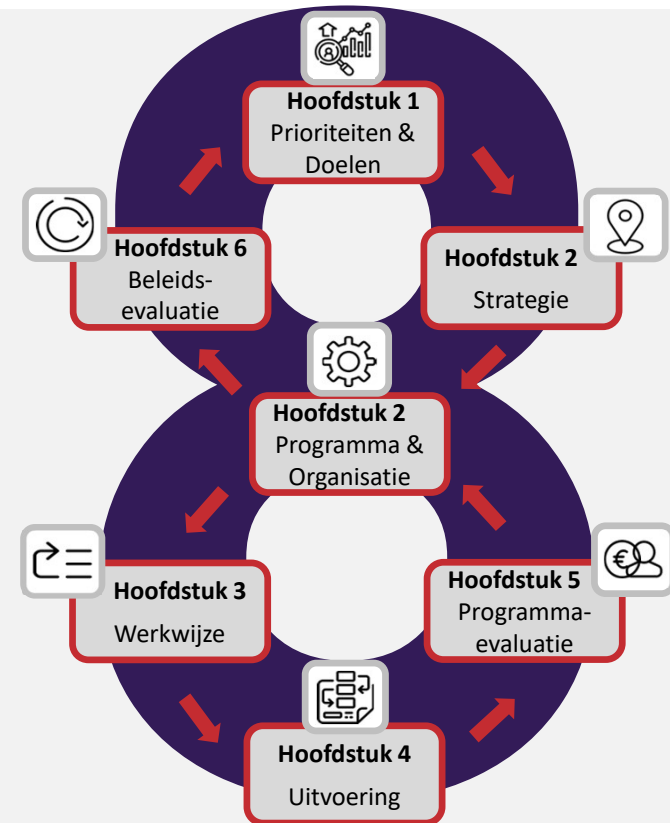 Hoofdstuk 1
Prioriteiten &
Doelen
Hoofdstuk 6
Beleids-
evaluatie
Hoofdstuk 2
Strategie
Hoofdstuk 2
Programma &
Organisatie
Hoofdstuk 3
Werkwijze
€
Hoofdstuk 5
Programma-
evaluatie
Hoofdstuk 4
Uitvoering